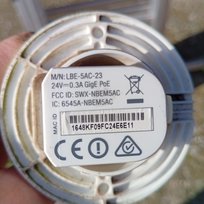 M/N: LBE-5AC-23
24V⎓0.3A GigE PoE
FCC ID: SWX-NBEM5AC
IC: 6545A-NBEM5AC
MAC ID
1648KF09FC24E6E11